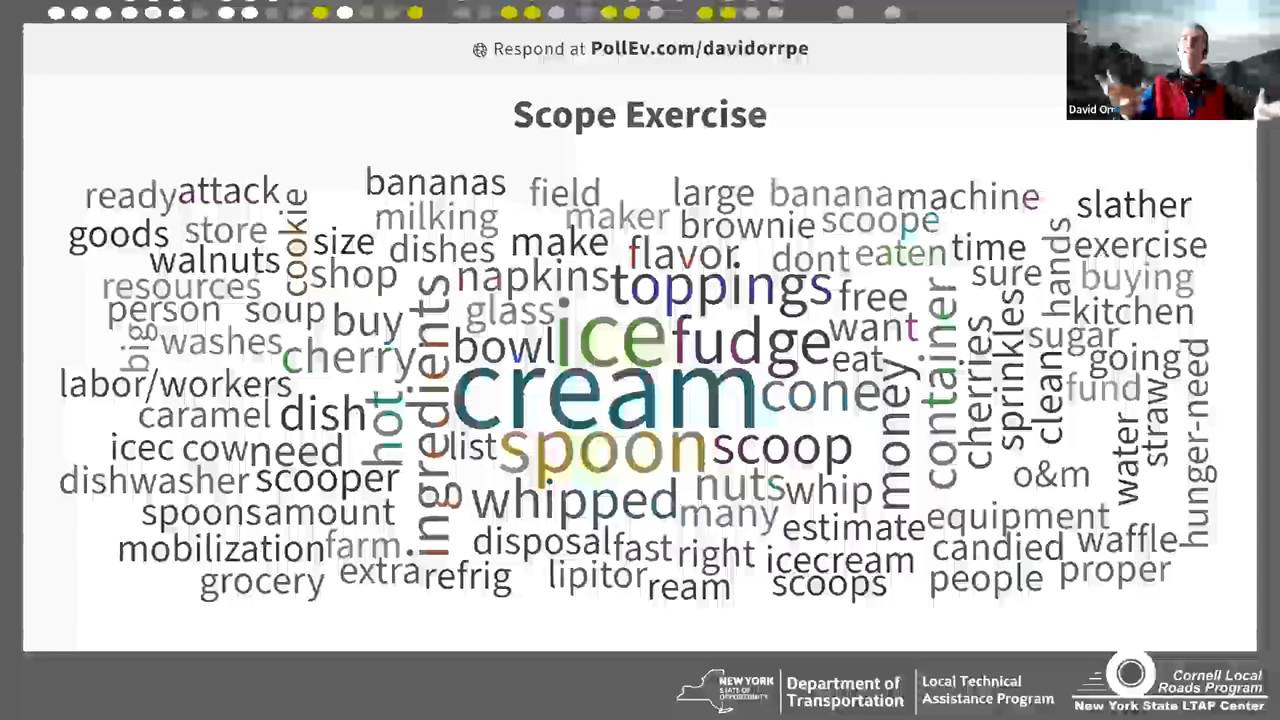 Respond at PollEv.com/davidorrpe
David Or
Scope Exercise
ready attack cookie bananas field large banana machine slather
goods store size milking maker brownie scoope hands exercise
walnuts shop dishes make flavor. dont eaten time
resources napkins toppings free sure buying
person soup buy glass ice fudge want container sprinkles kitchen
big washes cherry ingredients bowl eat cherries sugar going
labor/workers cream cone money clean fund
caramel dish hot straw hunger-need
icec cow need list spoon scoop water
dishwasher scooper o&m
spoons amount whipped nuts whip many estimate equipment
mobilization farm disposal fast right icecream candied waffle
grocery extra refrig lipitor ream scoops people proper
NEW YORK
STATE OF
OPPORTUNITY
Department of
Transportation
Local Technical
Assistance Program
Cornell Local
Roads Program
New York State LTAP Center